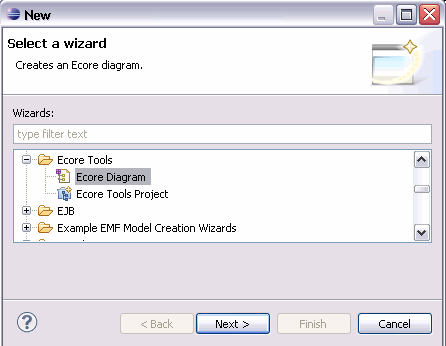 New
Select a wizard
Creates an Ecore diagram.
Wizards:
type filter text
Ecore Tools
Ecore Diagram
Ecore Tools Project
EJB
Example EMF Model Creation Wizards
?
< Back
Next >
Finish
Cancel